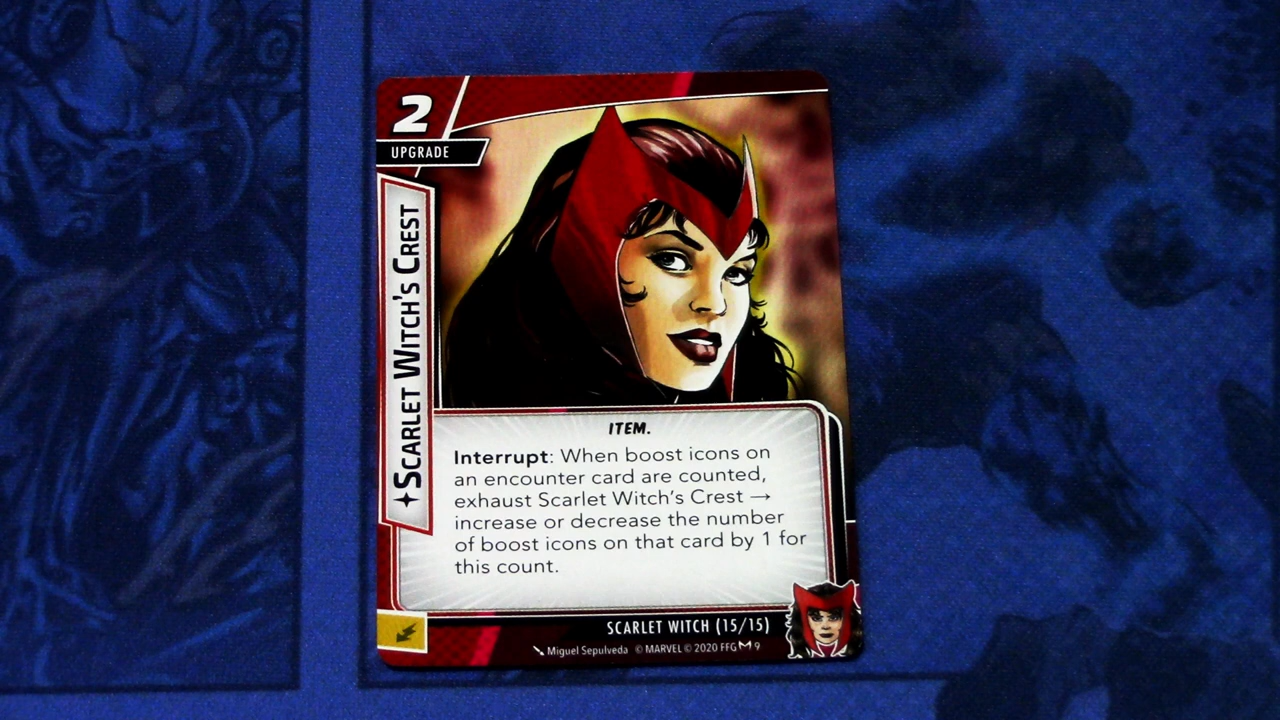 2
UPGRADE
SCARLET WITCH'S CREST
ITEM.
Interrupt: When boost icons on
an encounter card are counted,
exhaust Scarlet Witch's Crest →
increase or decrease the number
of boost icons on that card by 1 for
this count.
SCARLET WITCH (15/15)
Miguel Sepulveda © MARVEL © 2020 FFG 9